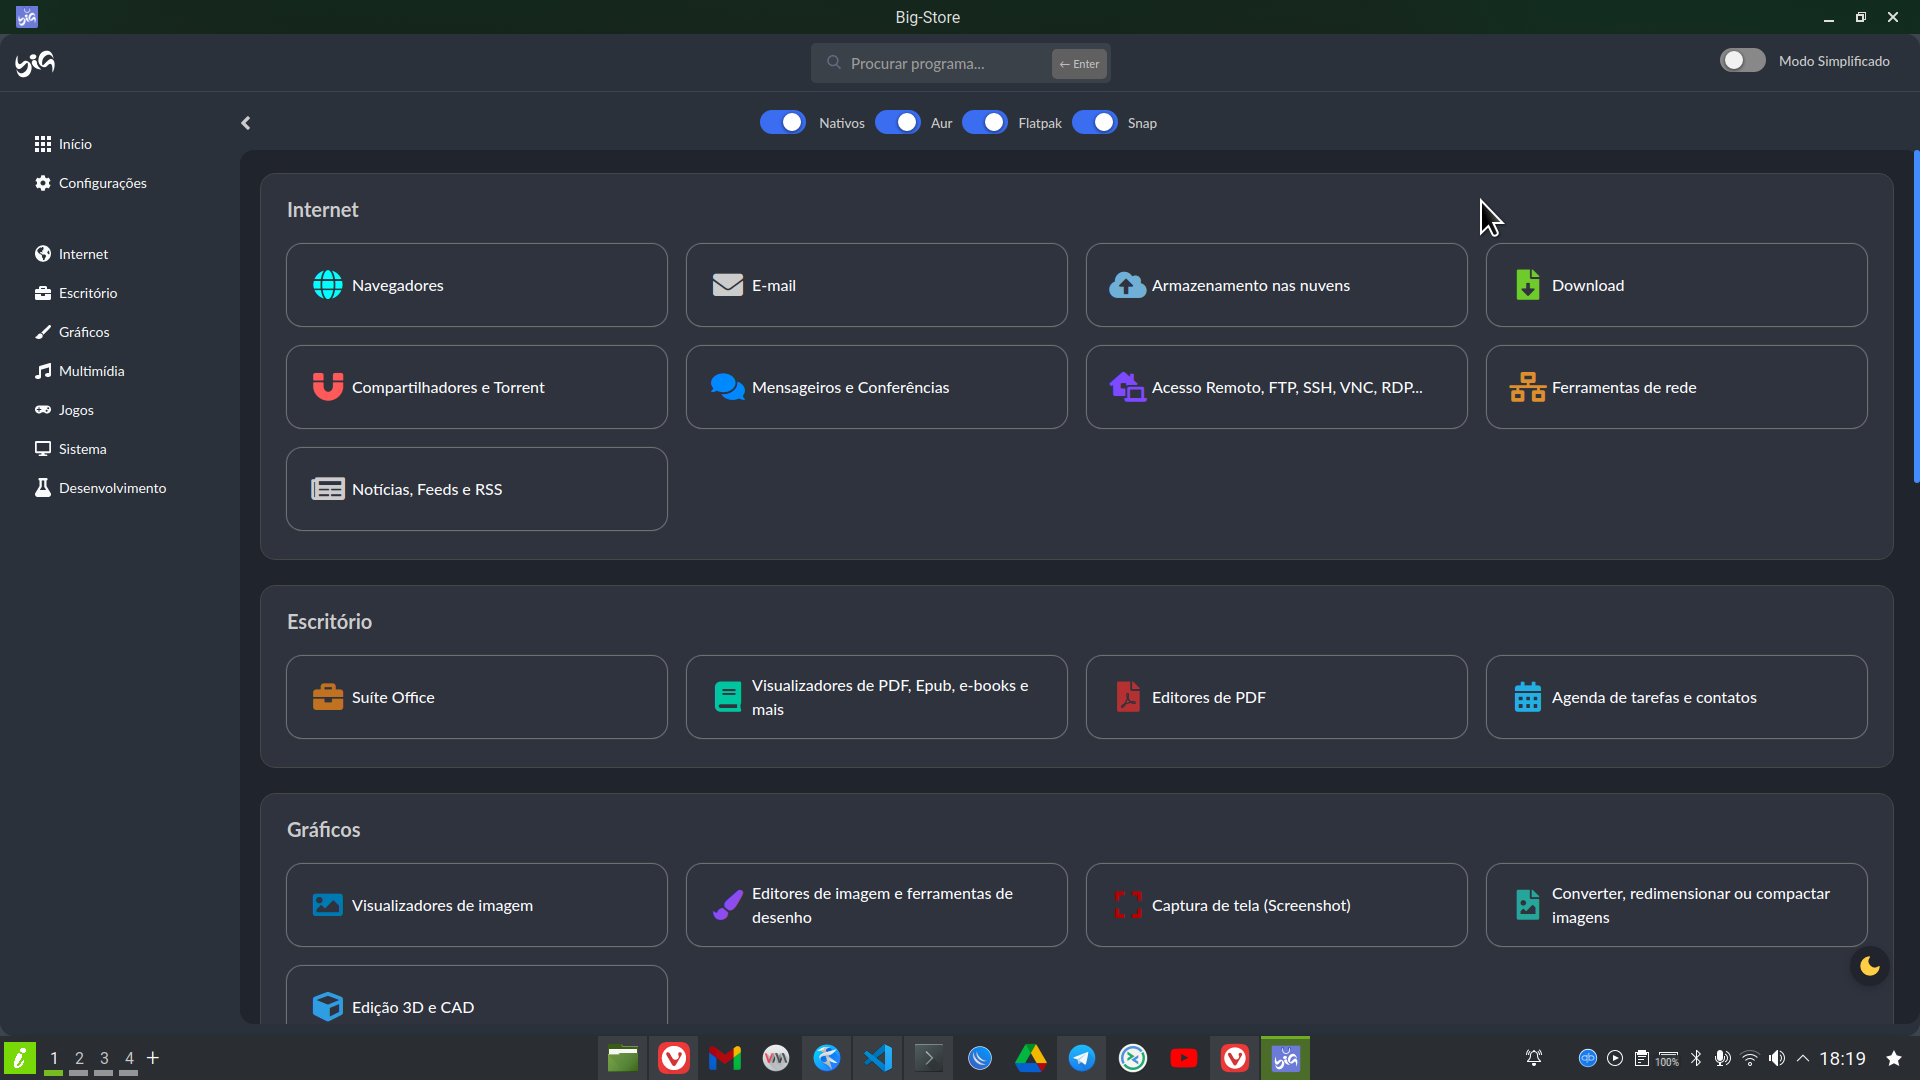 Big-Store
big
Procurar programa...
← Enter
Modo Simplificado
Nativos
Aur
Flatpak
Snap
Início
Configurações
Internet
Escritório
Gráficos
Multimídia
Jogos
Sistema
Desenvolvimento
Internet
Navegadores
E-mail
Armazenamento nas nuvens
Download
Compartilhadores e Torrent
Mensageiros e Conferências
Acesso Remoto, FTP, SSH, VNC, RDP...
Ferramentas de rede
Notícias, Feeds e RSS
Escritório
Suíte Office
Visualizadores de PDF, Epub, e-books e
mais
Editores de PDF
Agenda de tarefas e contatos
Gráficos
Visualizadores de imagem
Editores de imagem e ferramentas de
desenho
Captura de tela (Screenshot)
Converter, redimensionar ou compactar
imagens
Edição 3D e CAD
1 2 3 4 +
qb
100%
18:19